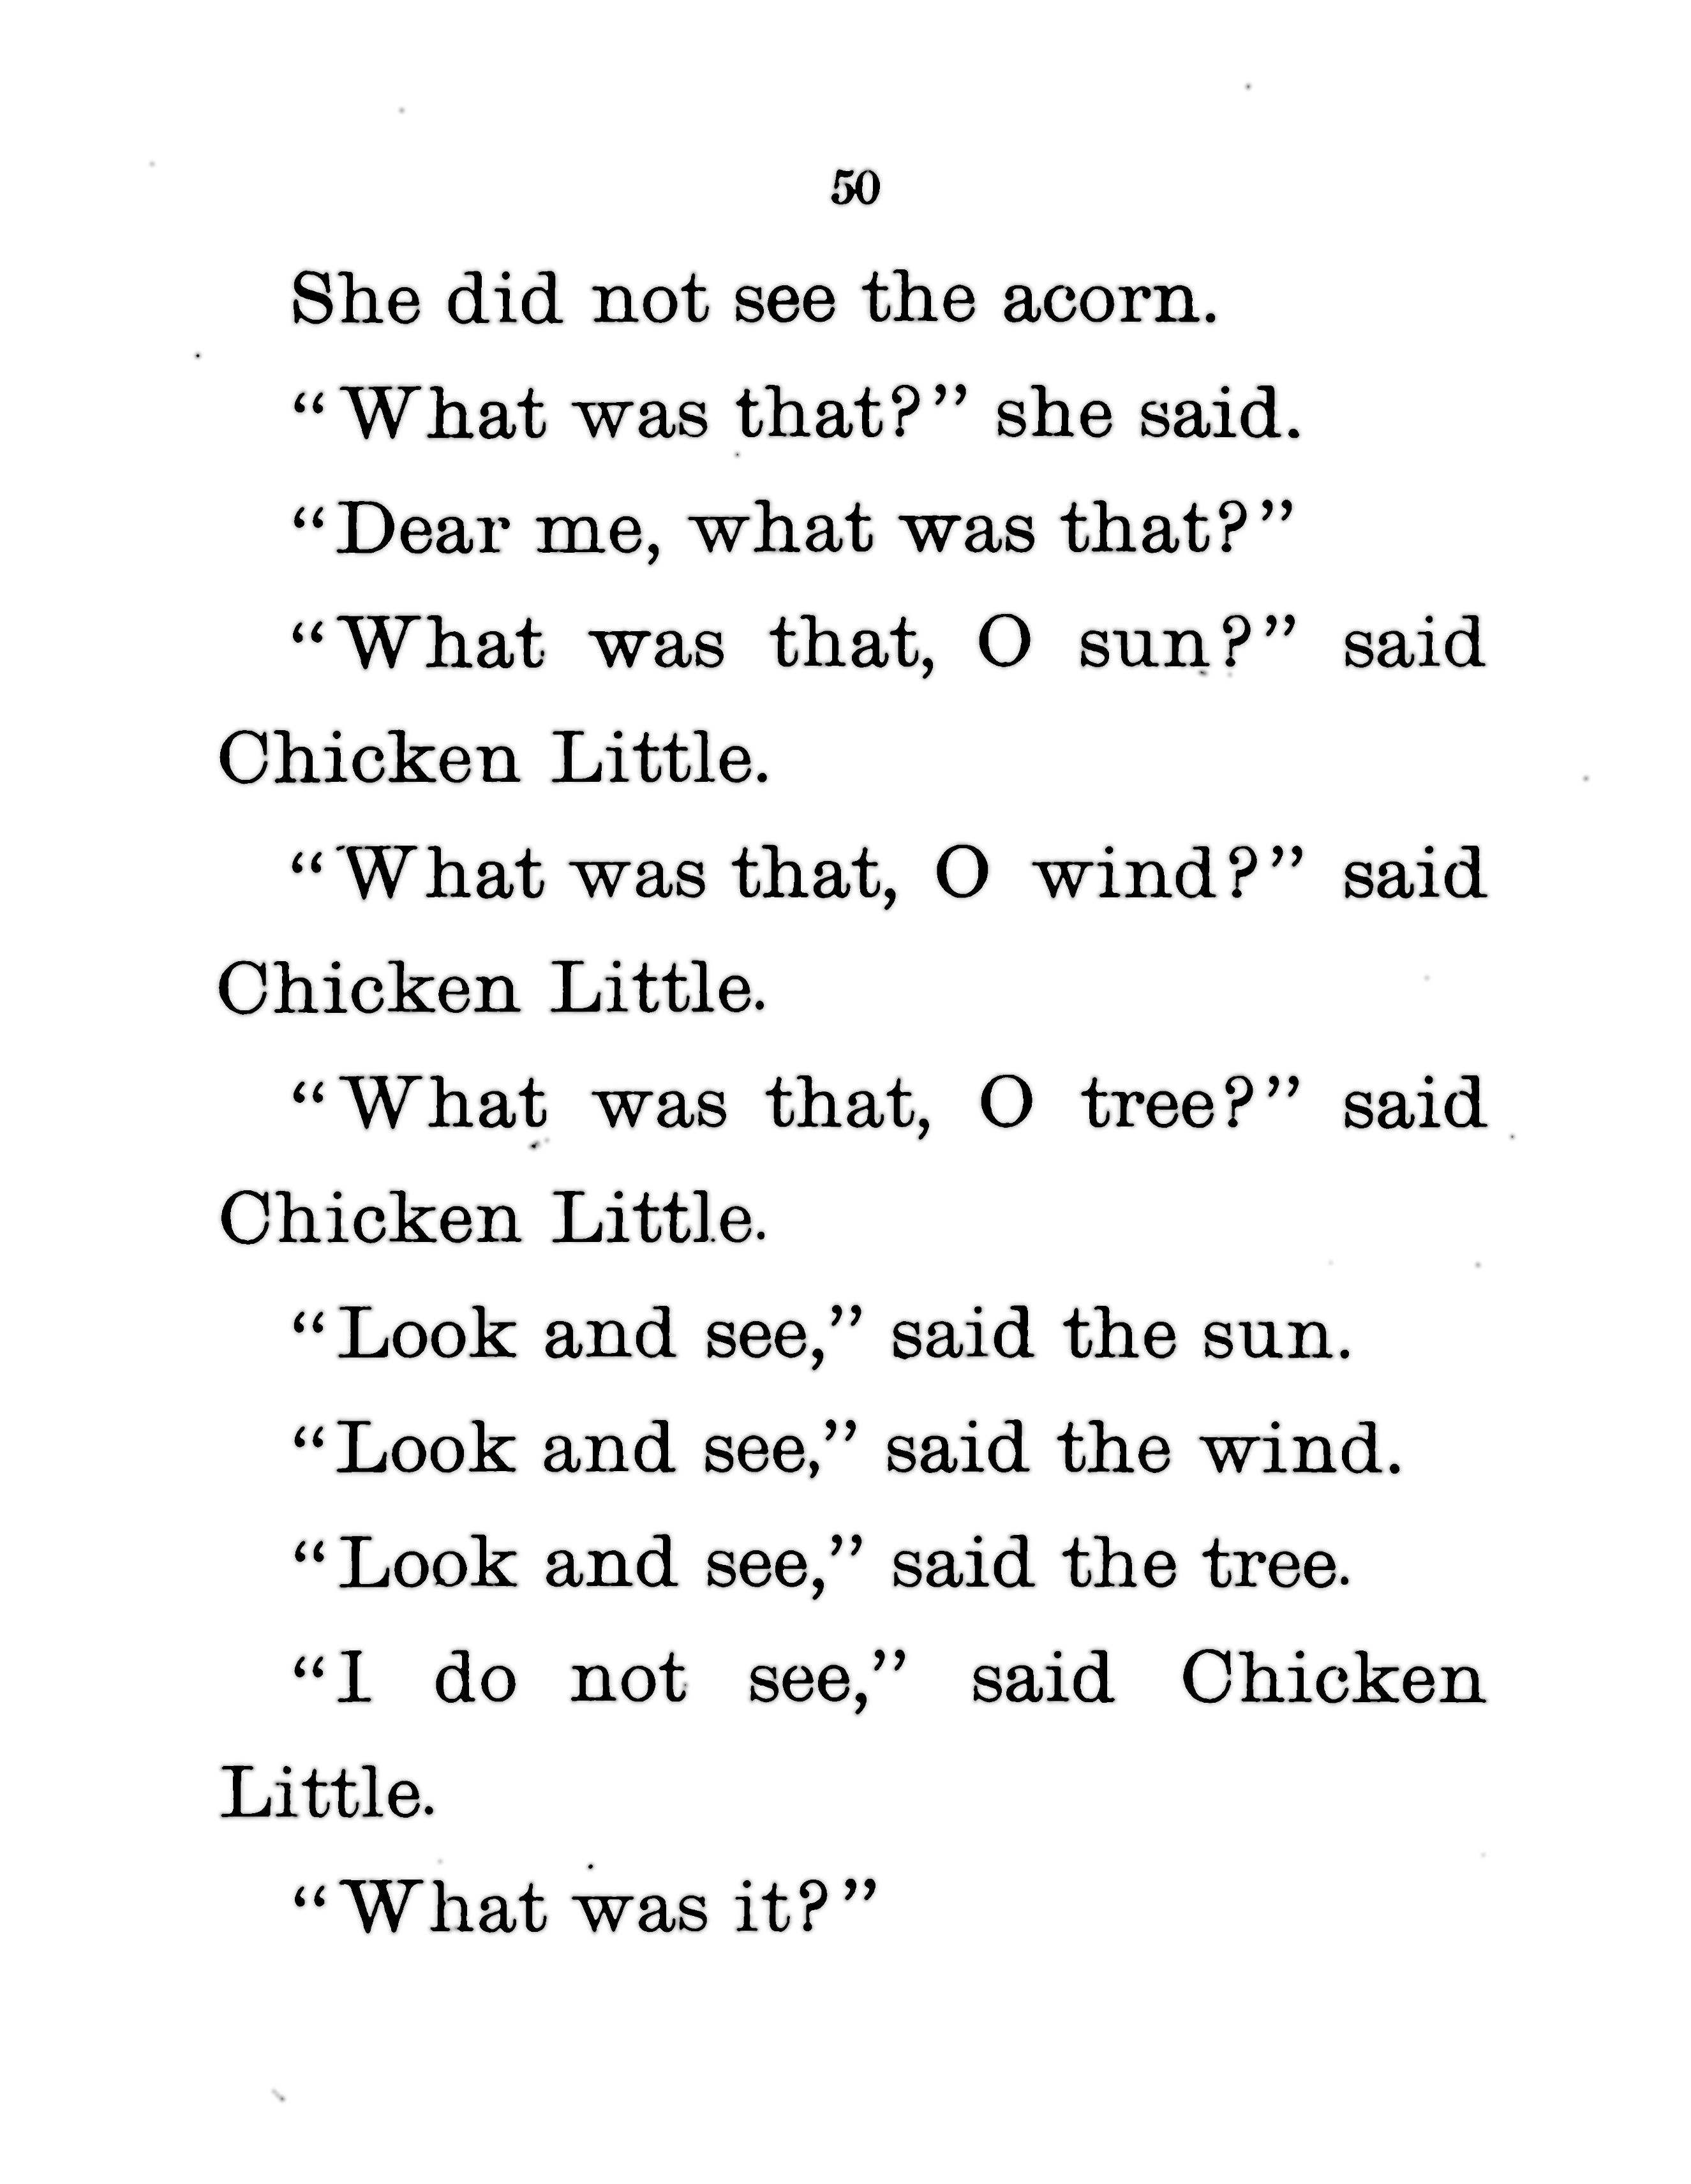 50
She did not see the acorn.
“What was that?” she said.
“Dear me, what was that?”
“What was that, O sun?” said
Chicken Little.
“What was that, O wind?” said
Chicken Little.
“What was that, O tree?” said
Chicken Little.
“Look and see,” said the sun.
“Look and see,” said the wind.
“Look and see,” said the tree.
“I do not see,” said Chicken
Little.
“What was it?”